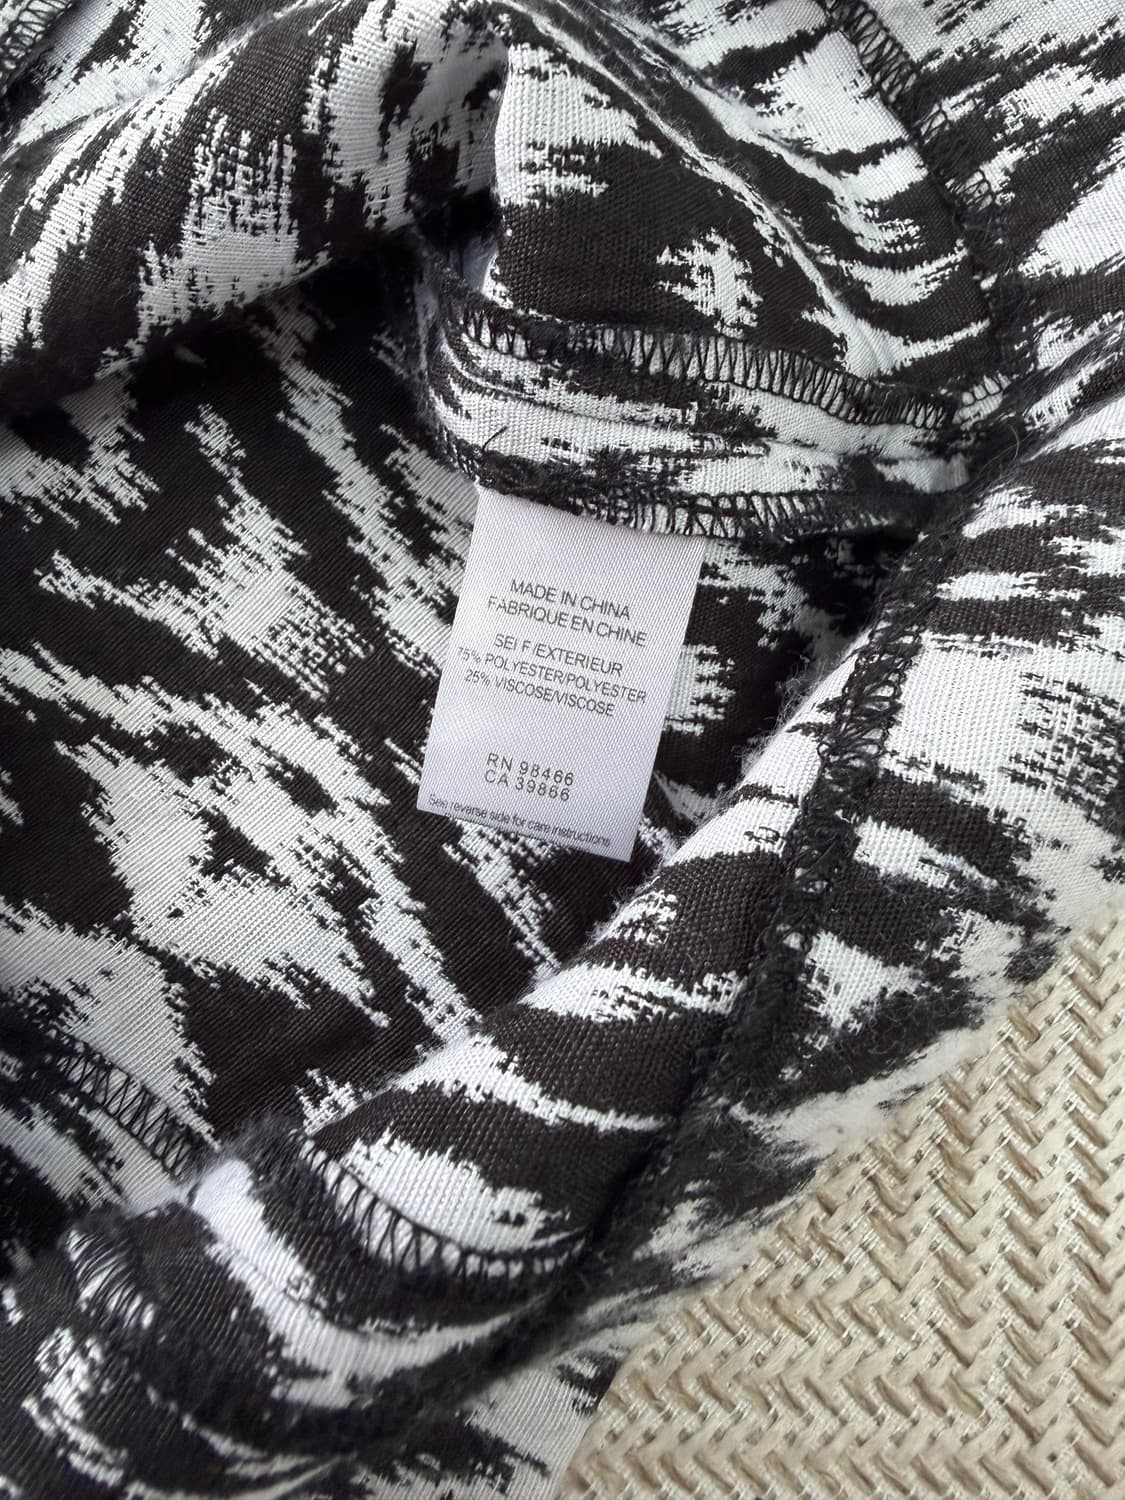 MADE IN CHINA
FABRIQUE EN CHINE
SELF/EXTERIEUR
75% POLYESTER/POLYESTER
25% VISCOSE/VISCOSE
RN 98466
CA 39866
See reverse side for care instructions